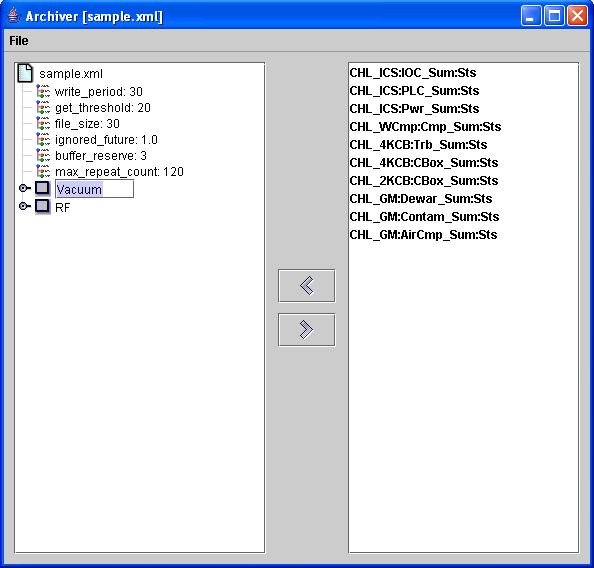 Archiver [sample.xml]
File
sample.xml
write_period: 30
get_threshold: 20
file_size: 30
ignored_future: 1.0
buffer_reserve: 3
max_repeat_count: 120
Vacuum
RF
CHL_ICS:IOC_Sum:Sts
CHL_ICS:PLC_Sum:Sts
CHL_ICS:Pwr_Sum:Sts
CHL_WCmp:Cmp_Sum:Sts
CHL_4KCB:Trb_Sum:Sts
CHL_4KCB:CBox_Sum:Sts
CHL_2KCB:CBox_Sum:Sts
CHL_GM:Dewar_Sum:Sts
CHL_GM:Contam_Sum:Sts
CHL_GM:AirCmp_Sum:Sts